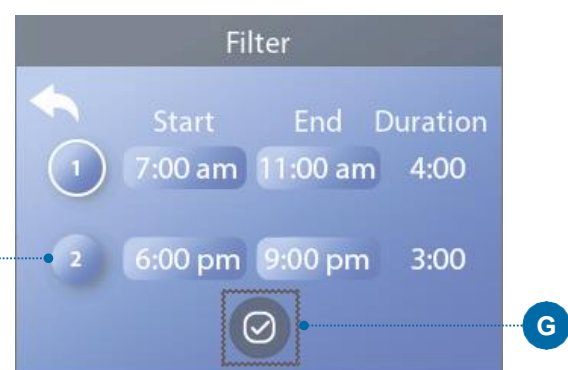 Filter
Start End Duration
1 7:00 am 11:00 am 4:00
2 6:00 pm 9:00 pm 3:00
G